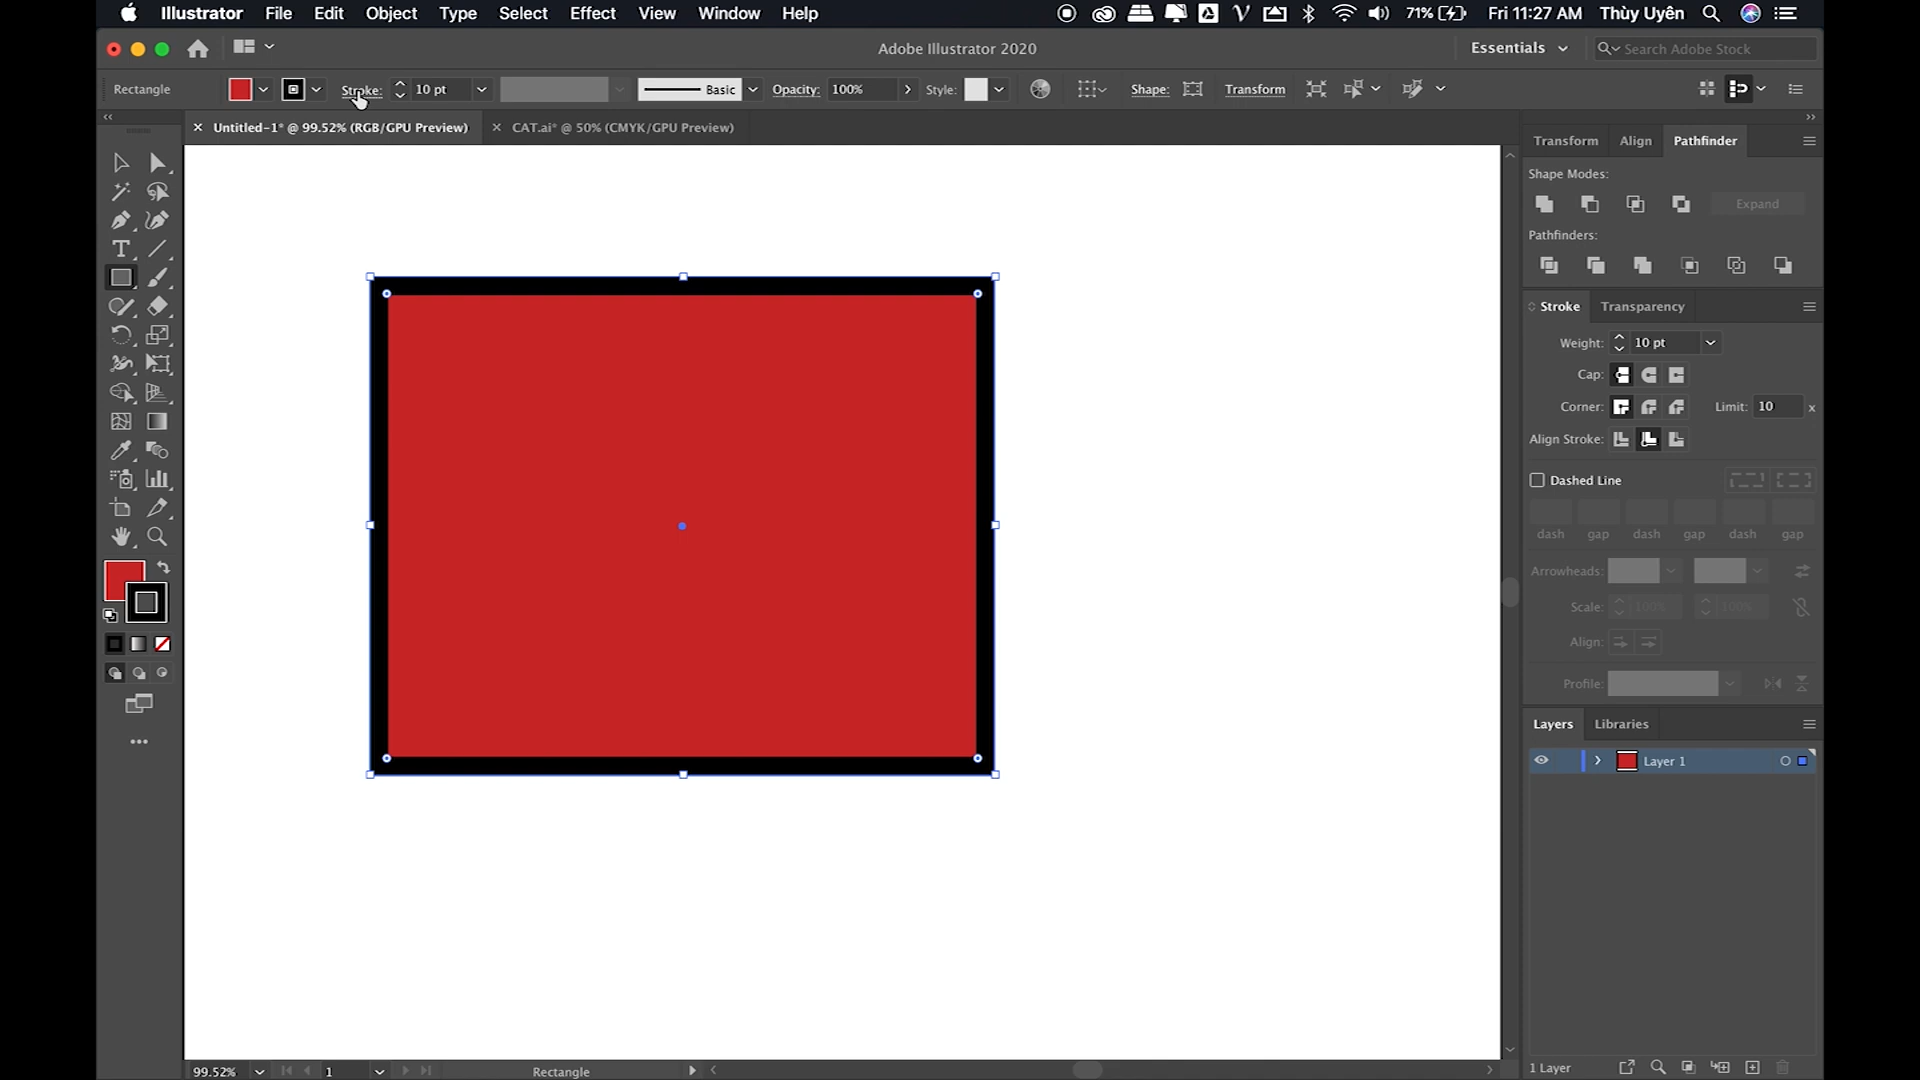 Illustrator File Edit Object Type Select Effect View Window Help 71% Fri 11:27 AM Thùy Uyên
Adobe Illustrator 2020 Essentials Search Adobe Stock
Rectangle Stroke: 10 pt Basic Opacity: 100% Style: Shape: Transform
Untitled-1* @ 99.52% (RGB/GPU Preview) CAT.ai* @ 50% (CMYK/GPU Preview)
Transform Align Pathfinder
Shape Modes:
Expand
Pathfinders:
Stroke Transparency
Weight: 10 pt
Cap:
Corner: Limit: 10 x
Align Stroke:
Dashed Line
dash gap dash gap dash gap
Arrowheads:
Scale: 100% 100%
Align:
Profile:
Layers Libraries
Layer 1
1 Layer
99.52% 1 Rectangle